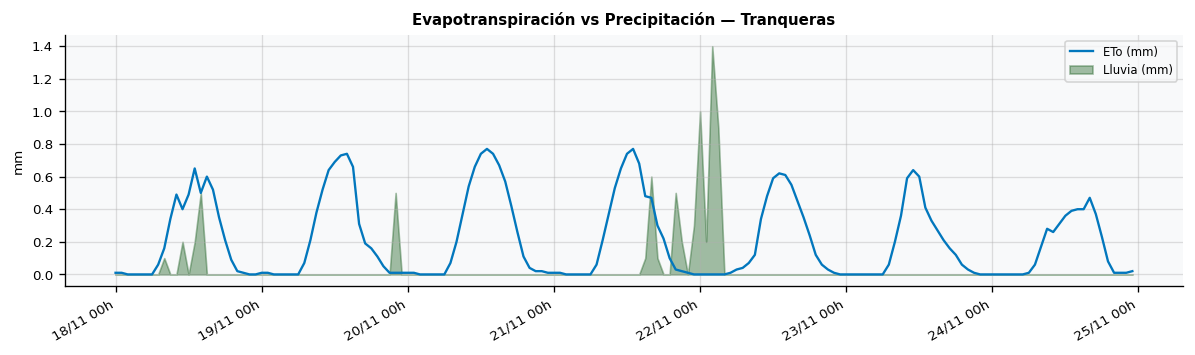 Evapotranspiración vs Precipitación — Tranqueras
ETo (mm)
Lluvia (mm)
mm
1.4
1.2
1.0
0.8
0.6
0.4
0.2
0.0
18/11 00h
19/11 00h
20/11 00h
21/11 00h
22/11 00h
23/11 00h
24/11 00h
25/11 00h